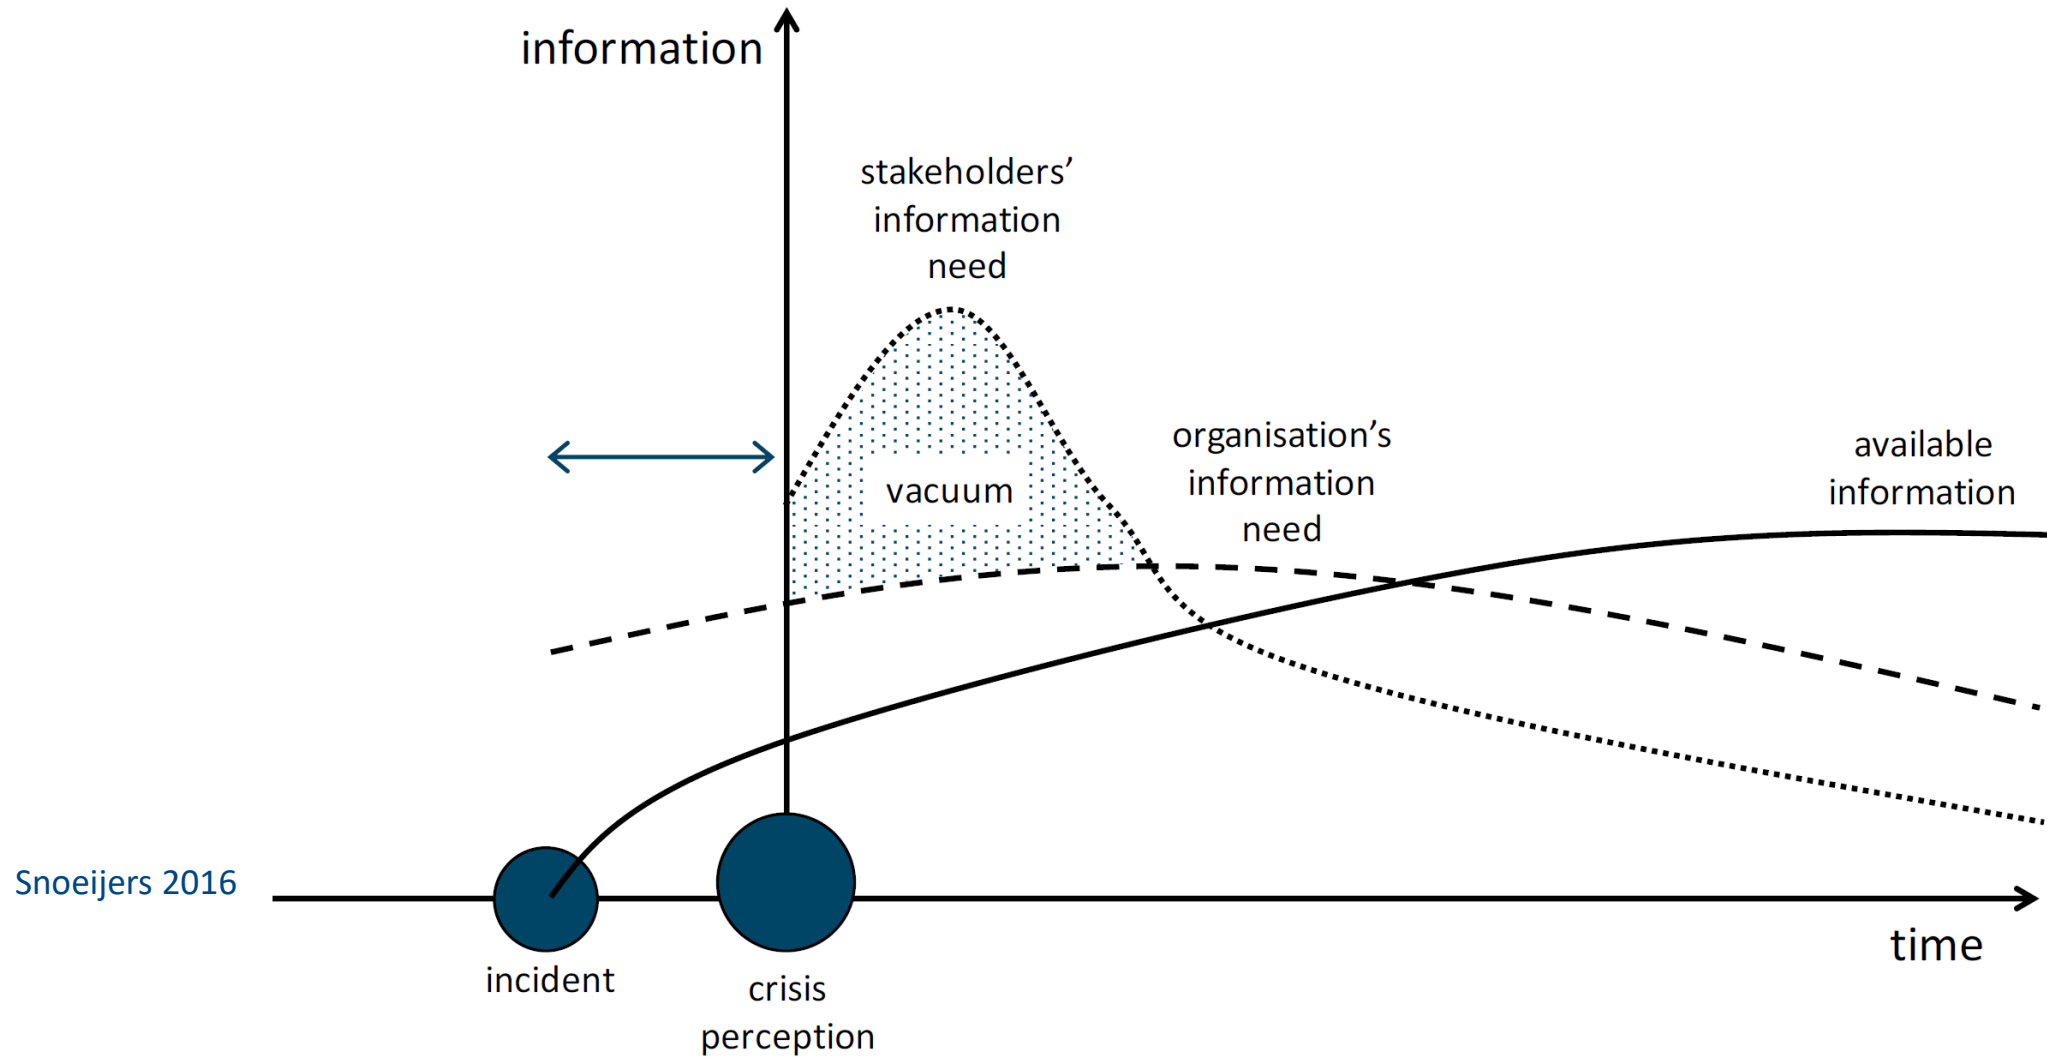 information
stakeholders’
information
need
vacuum
organisation’s
information
need
available
information
Snoeijers 2016
time
incident
crisis
perception